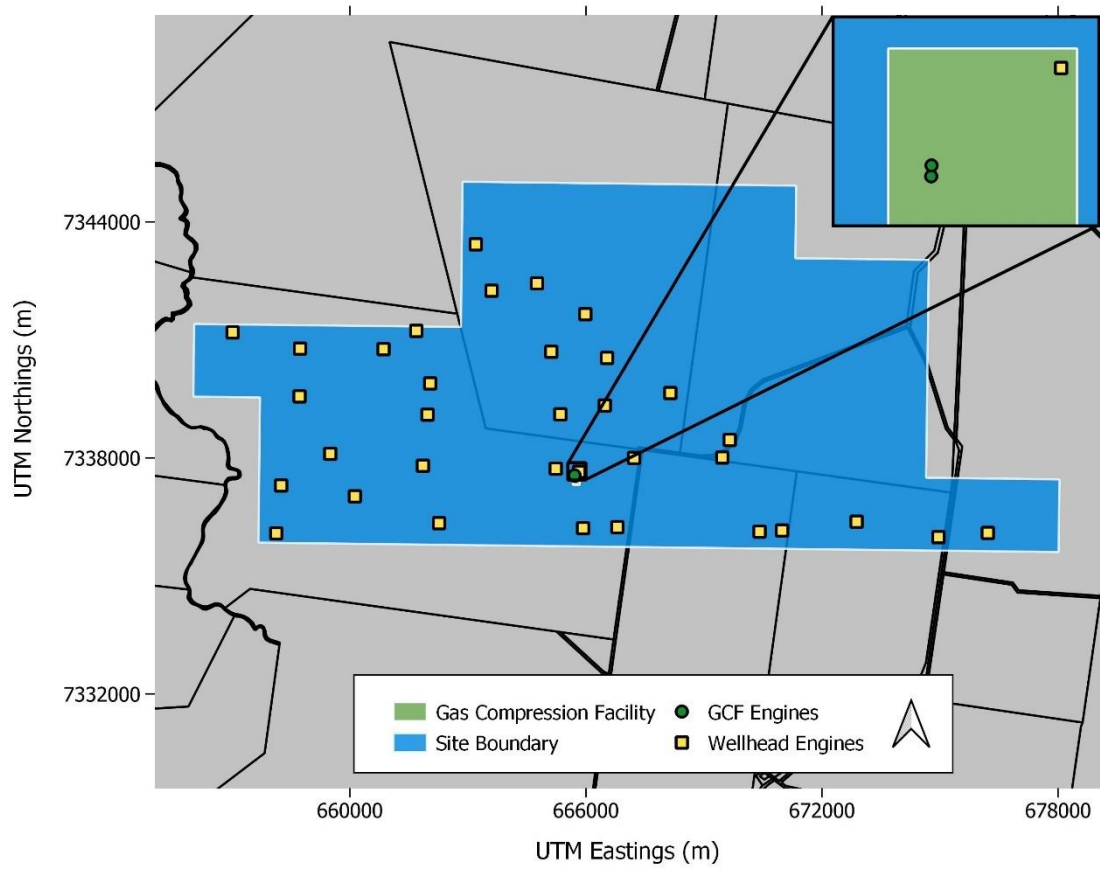 7344000
7338000
7332000
UTM Northings (m)
Gas Compression Facility
GCF Engines
Site Boundary
Wellhead Engines
660000
666000
672000
678000
UTM Eastings (m)